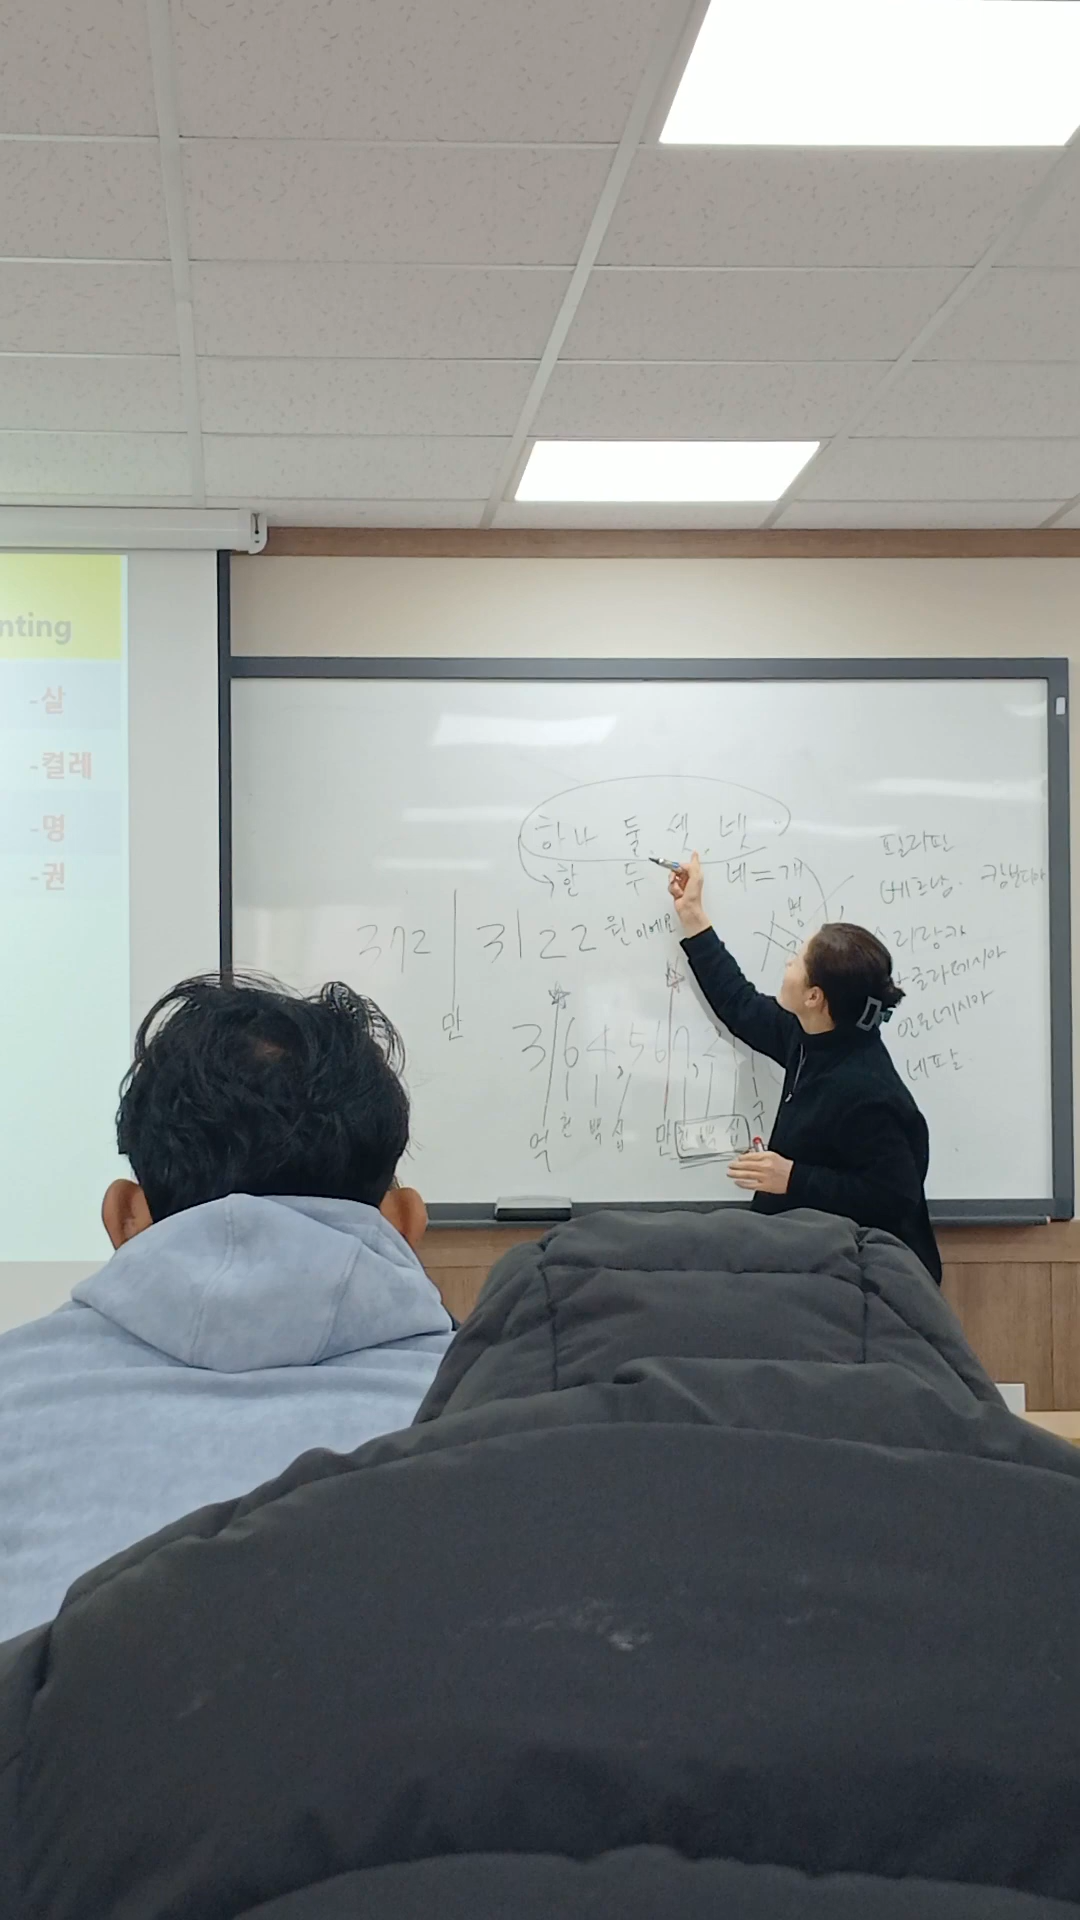 nting
-살
-켤레
-명
-권
하나 둘 셋 넷
한 두 네=개
명
372 3122 원이에요
만
364,567,2
억 천 백 십 만 천 백 십
필리핀
베트남. 캄보디아
스리랑카
방글라데시아
인도네시아
네팔